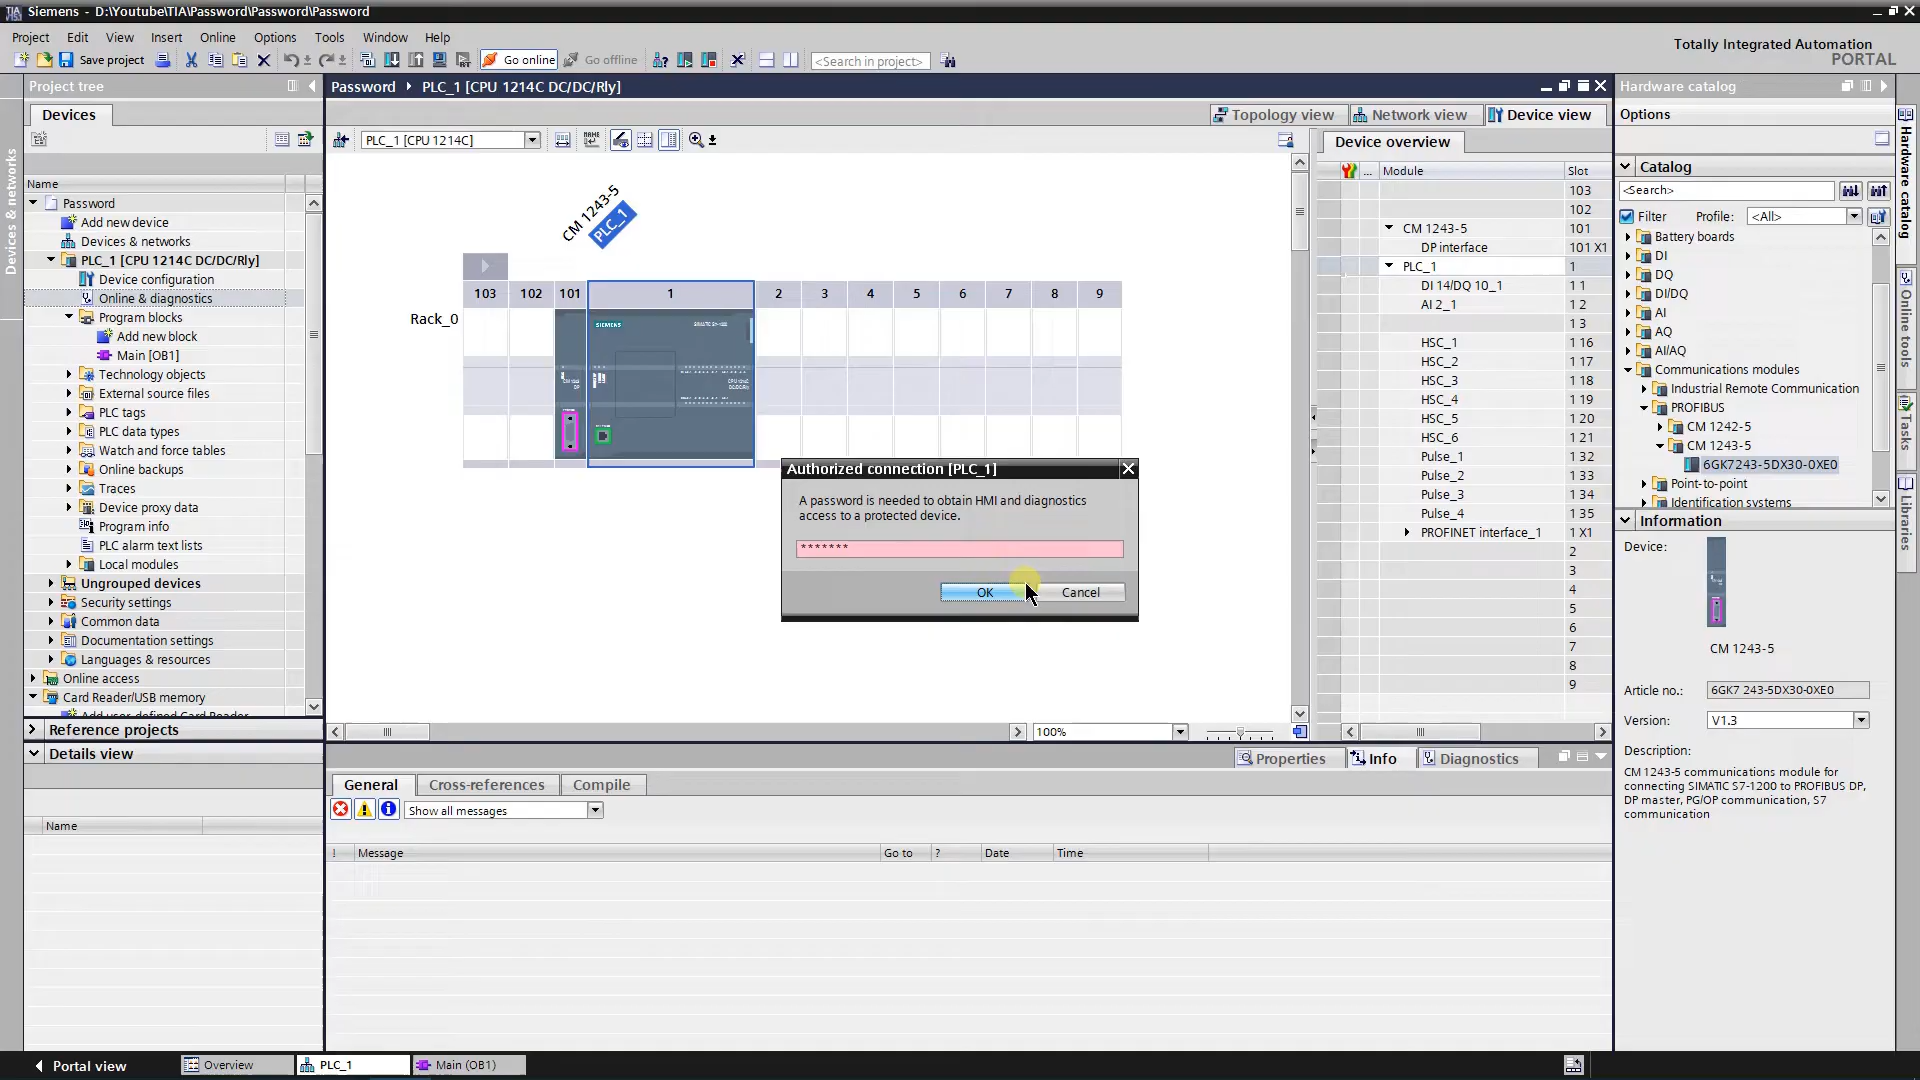 Siemens - D:\Youtube\TIA\Password\Password\Password
Project Edit View Insert Online Options Tools Window Help
Totally Integrated Automation
PORTAL
Save project
Go online
Go offline
<Search in project>
Project tree
Devices
Devices & networks
Name
Password
Add new device
Devices & networks
PLC_1 [CPU 1214C DC/DC/Rly]
Device configuration
Online & diagnostics
Program blocks
Add new block
Main [OB1]
Technology objects
External source files
PLC tags
PLC data types
Watch and force tables
Online backups
Traces
Device proxy data
Program info
PLC alarm text lists
Local modules
Ungrouped devices
Security settings
Common data
Documentation settings
Languages & resources
Online access
Card Reader/USB memory
Add user-defined Card Reader
Reference projects
Details view
Name
Password PLC_1 [CPU 1214C DC/DC/Rly]
Topology view
Network view
Device view
PLC_1 [CPU 1214C]
CM 1243-5
PLC_1
103 102 101 1 2 3 4 5 6 7 8 9
Rack_0
SIEMENS
100%
Authorized connection [PLC_1]
A password is needed to obtain HMI and diagnostics
access to a protected device.
*******
OK
Cancel
Device overview
... Module Slot
103
102
CM 1243-5 101
DP interface 101 X1
PLC_1 1
DI 14/DQ 10_1 1 1
AI 2_1 1 2
1 3
HSC_1 1 16
HSC_2 1 17
HSC_3 1 18
HSC_4 1 19
HSC_5 1 20
HSC_6 1 21
Pulse_1 1 32
Pulse_2 1 33
Pulse_3 1 34
Pulse_4 1 35
PROFINET interface_1 1 X1
2
3
4
5
6
7
8
9
Properties
Info
Diagnostics
General
Cross-references
Compile
Show all messages
! Message Go to ? Date Time
Hardware catalog
Options
Catalog
<Search>
Filter Profile: <All>
Battery boards
DI
DQ
DI/DQ
AI
AQ
AI/AQ
Communications modules
Industrial Remote Communication
PROFIBUS
CM 1242-5
CM 1243-5
6GK7243-5DX30-0XE0
Point-to-point
Identification systems
Information
Device:
CM 1243-5
Article no.: 6GK7 243-5DX30-0XE0
Version: V1.3
Description:
CM 1243-5 communications module for
connecting SIMATIC S7-1200 to PROFIBUS DP,
DP master, PG/OP communication, S7
communication
Hardware catalog
Online tools
Tasks
Libraries
Portal view
Overview
PLC_1
Main (OB1)